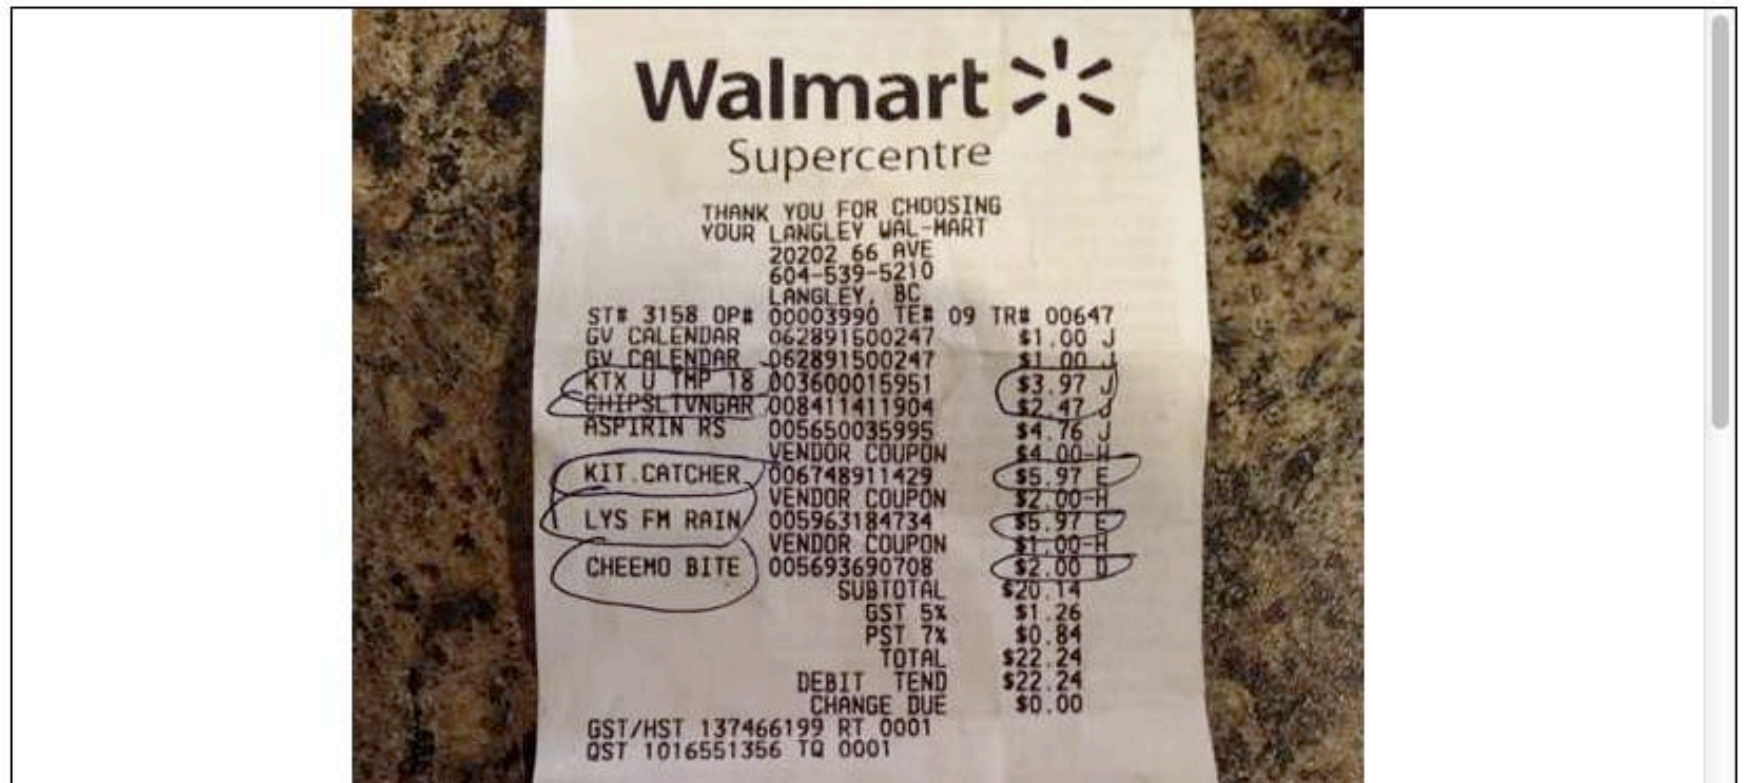 Walmart
Supercentre
THANK YOU FOR CHOOSING
YOUR LANGLEY WAL-MART
20202 66 AVE
604-539-5210
LANGLEY, BC
ST# 3158 OP# 00003990 TE# 09 TR# 00647
GV CALENDAR 062891500247 $1.00 J
GV CALENDAR 062891500247 $1.00 J
KTX U TMP 18 003600015951 $3.97 J
CHIPSLTVNGAR 008411411904 $2.47 J
ASPIRIN RS 005650035995 $4.76 J
VENDOR COUPON $4.00-H
KIT.CATCHER 006748911429 $5.97 E
VENDOR COUPON $2.00-H
LYS FM RAIN 005963184734 $5.97 E
VENDOR COUPON $1.00-H
CHEEMO BITE 005693690708 $2.00 D
SUBTOTAL $20.14
GST 5% $1.26
PST 7% $0.84
TOTAL $22.24
DEBIT TEND $22.24
CHANGE DUE $0.00
GST/HST 137466199 RT 0001
QST 1016551356 TQ 0001